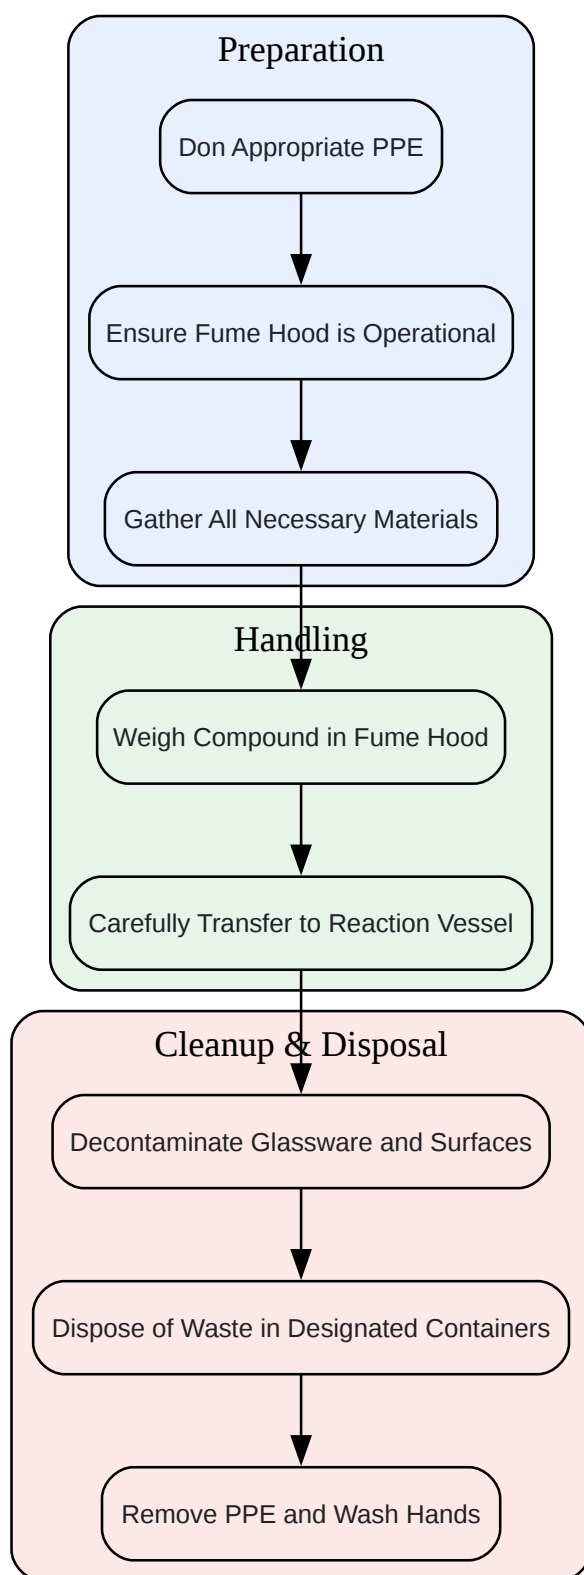 Preparation
Don Appropriate PPE
Ensure Fume Hood is Operational
Gather All Necessary Materials
Handling
Weigh Compound in Fume Hood
Carefully Transfer to Reaction Vessel
Cleanup & Disposal
Decontaminate Glassware and Surfaces
Dispose of Waste in Designated Containers
Remove PPE and Wash Hands